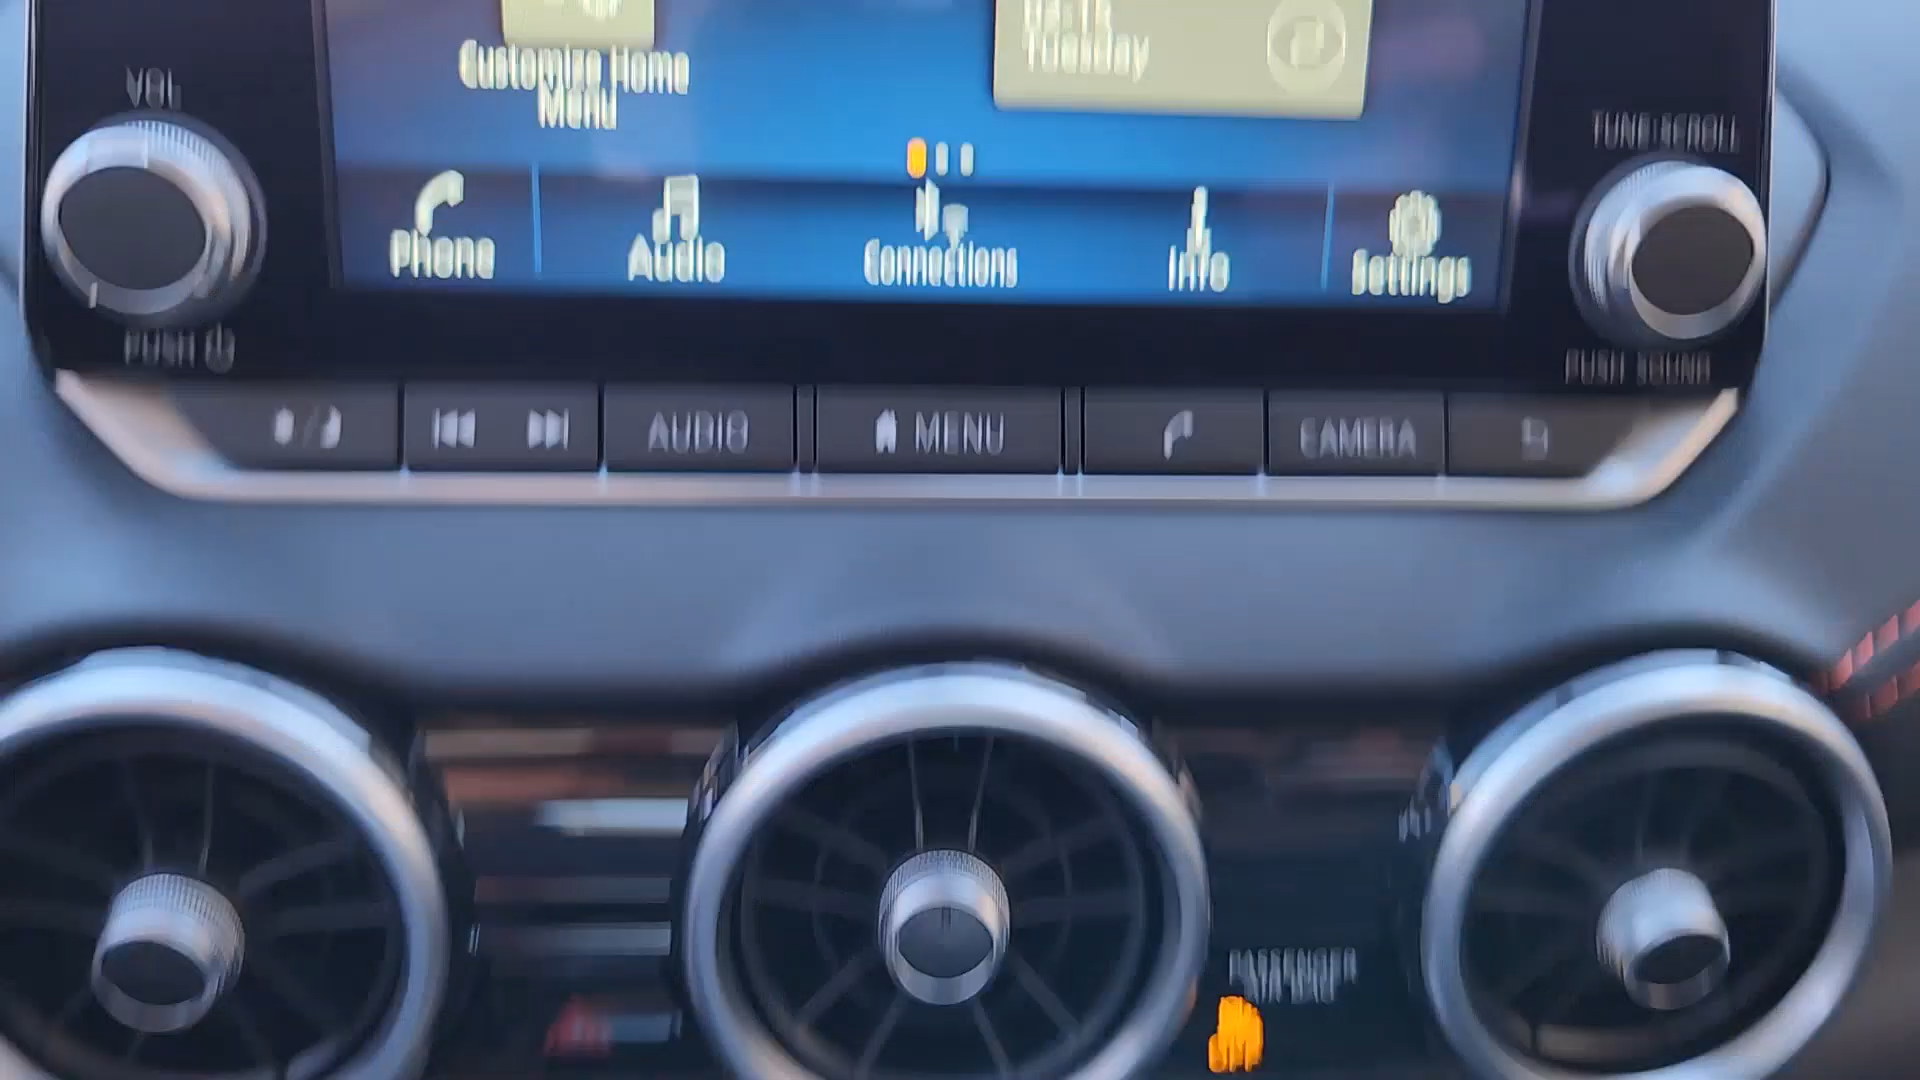 VOL
Customize Home
Menu
Tuesday
TUNE·SCROLL
Phone
Audio
Connections
Info
Settings
PUSH
PUSH SOUND
AUDIO
MENU
CAMERA
PASSENGER